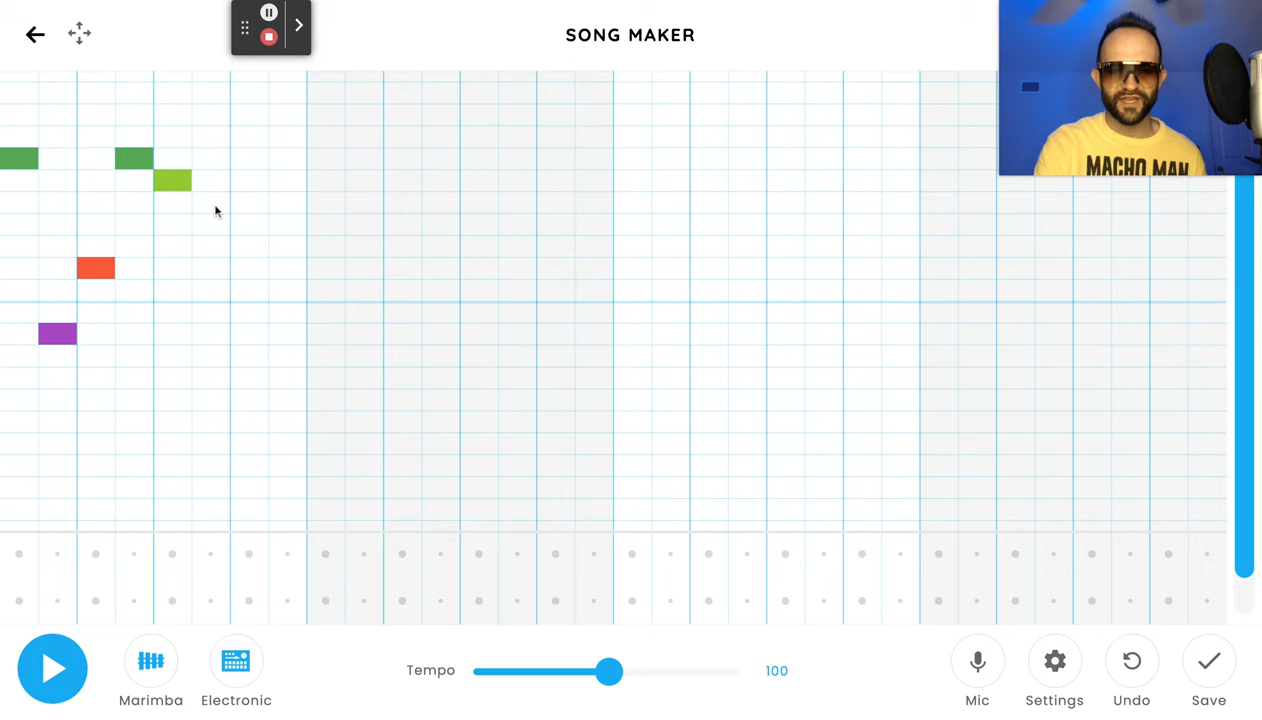 SONG MAKER
MACHO MAN
Tempo
100
Marimba
Electronic
Mic
Settings
Undo
Save